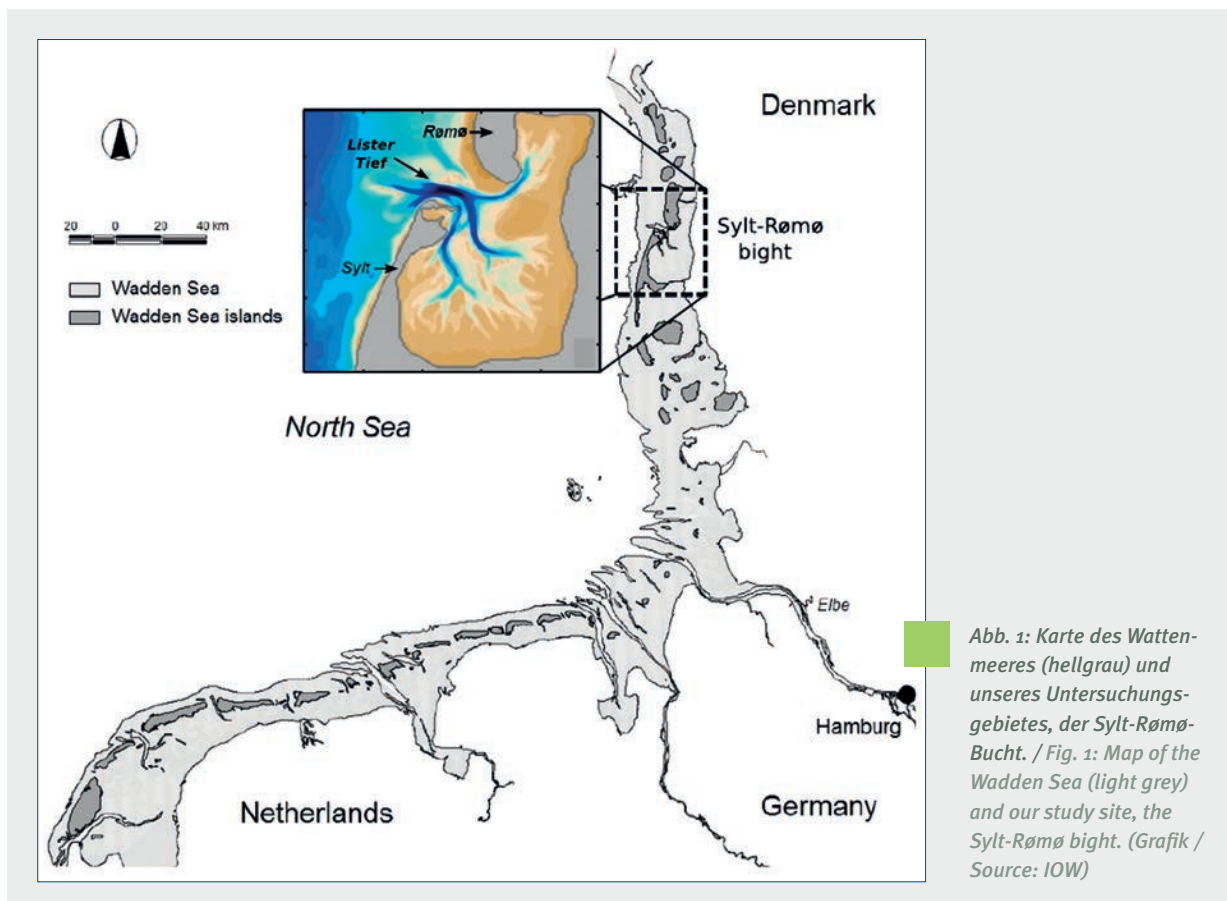 Denmark
Rømø
Lister
Tief
Sylt
Sylt-Rømø
bight
20 0 20 40 km
Wadden Sea
Wadden Sea islands
North Sea
Elbe
Hamburg
Netherlands
Germany
Abb. 1: Karte des Watten-
meeres (hellgrau) und
unseres Untersuchungs-
gebietes, der Sylt-Rømø-
Bucht. / Fig. 1: Map of the
Wadden Sea (light grey)
and our study site, the
Sylt-Rømø bight. (Grafik /
Source: IOW)